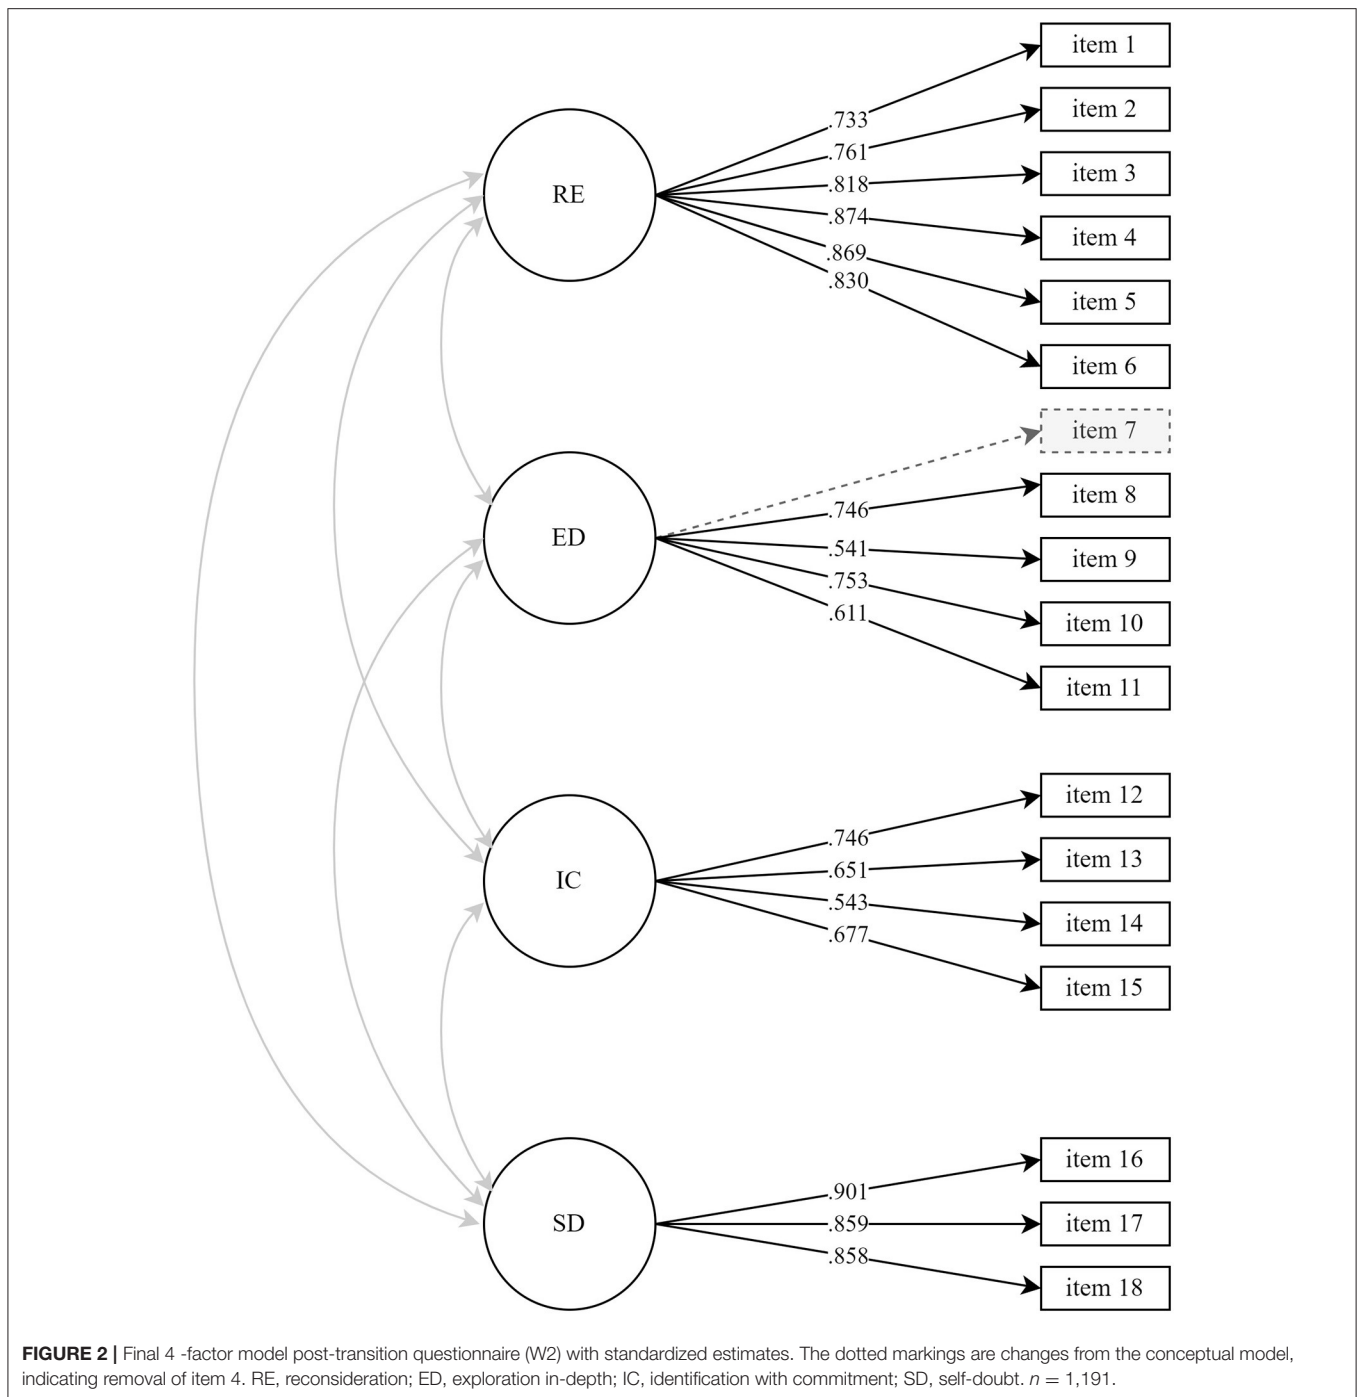 item 1
item 2
.733
.761
item 3
.818
RE
.874
item 4
.869
.830
item 5
item 6
item 7
item 8
.746
ED
.541
item 9
.753
.611
item 10
item 11
item 12
.746
item 13
.651
IC
.543
item 14
.677
item 15
item 16
.901
SD
.859
item 17
.858
item 18
FIGURE 2 | Final 4 -factor model post-transition questionnaire (W2) with standardized estimates. The dotted markings are changes from the conceptual model,
indicating removal of item 4. RE, reconsideration; ED, exploration in-depth; IC, identification with commitment; SD, self-doubt. n = 1,191.